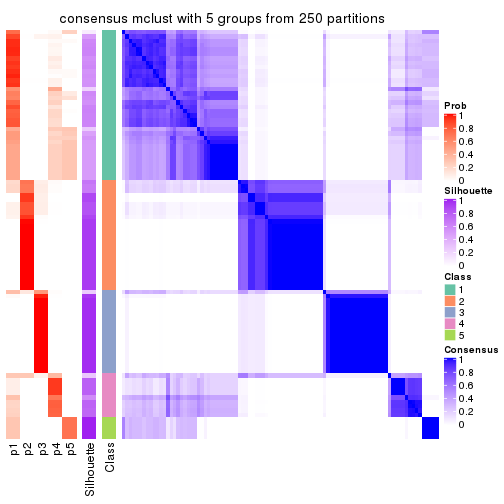 consensus mclust with 5 groups from 250 partitions
Prob
1
0.8
0.6
0.4
0.2
0
Silhouette
1
0.8
0.6
0.4
0.2
0
Class
1
2
3
4
5
Consensus
1
0.8
0.6
0.4
0.2
0
p1
p2
p3
p4
p5
Silhouette
Class